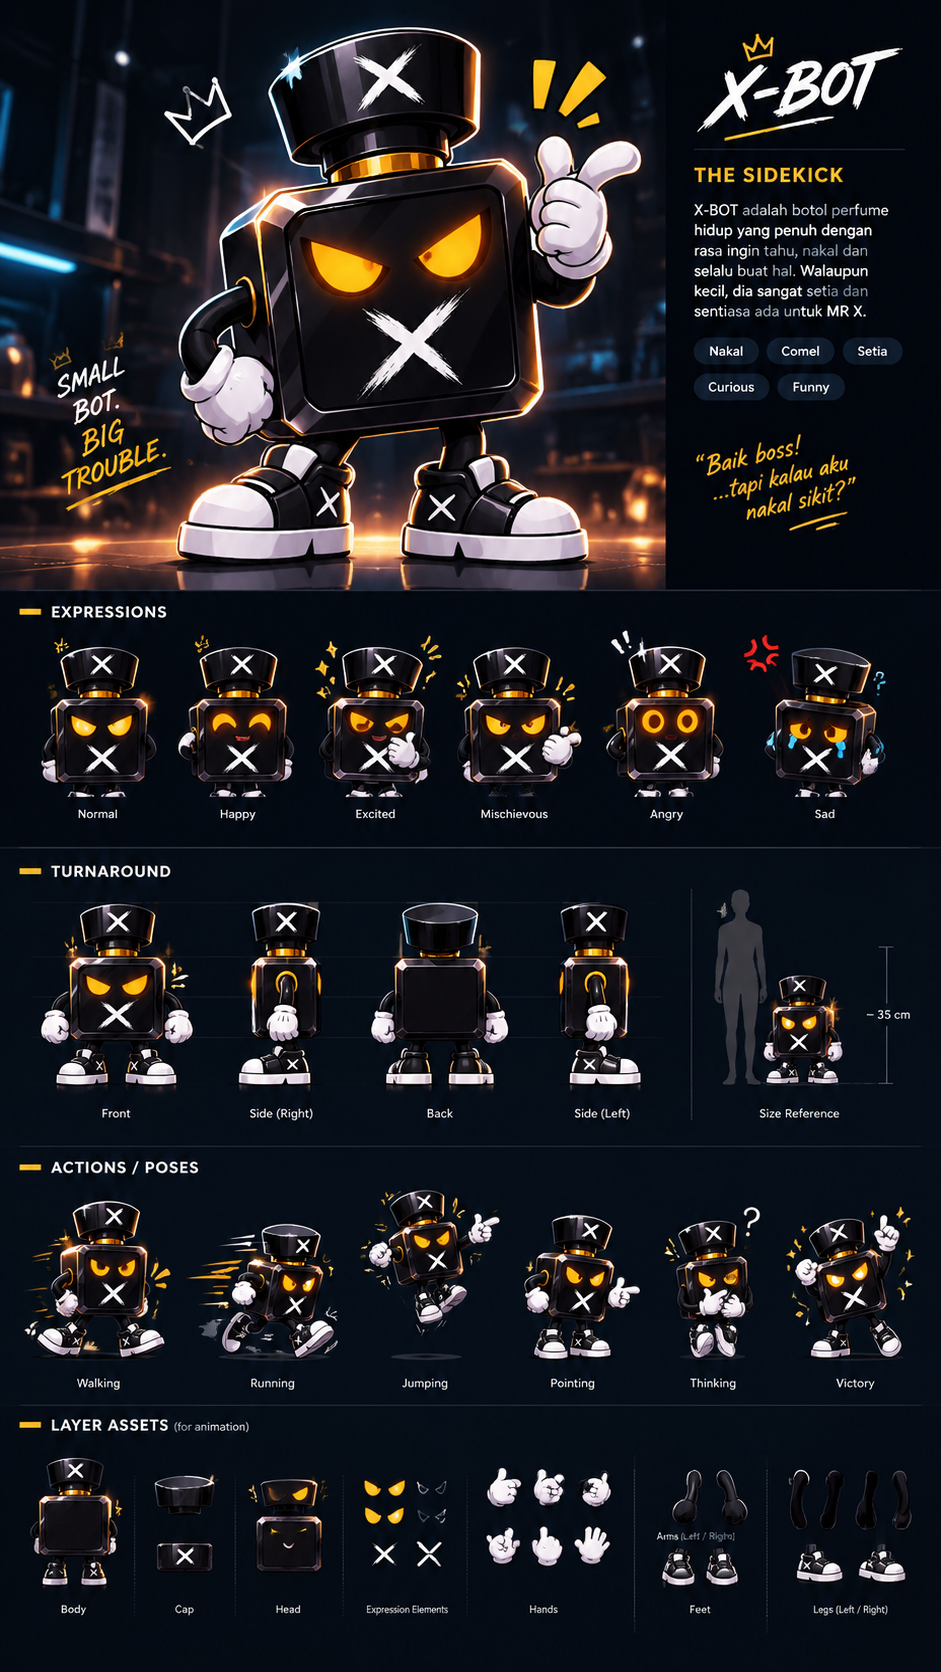 X-BOT
THE SIDEKICK
X-BOT adalah botol perfume
hidup yang penuh dengan
rasa ingin tahu, nakal dan
selalu buat hal. Walaupun
kecil, dia sangat setia dan
sentiasa ada untuk MR X.
Nakal Comel Setia
Curious Funny
"Baik boss!
...tapi kalau aku
nakal sikit?"
SMALL
BOT.
BIG
TROUBLE.
EXPRESSIONS
Normal Happy Excited Mischievous Angry Sad
TURNAROUND
~ 35 cm
Front Side (Right) Back Side (Left) Size Reference
ACTIONS / POSES
?
Walking Running Jumping Pointing Thinking Victory
LAYER ASSETS (for animation)
Arms (Left / Right)
Body Cap Head Expression Elements Hands Feet Legs (Left / Right)